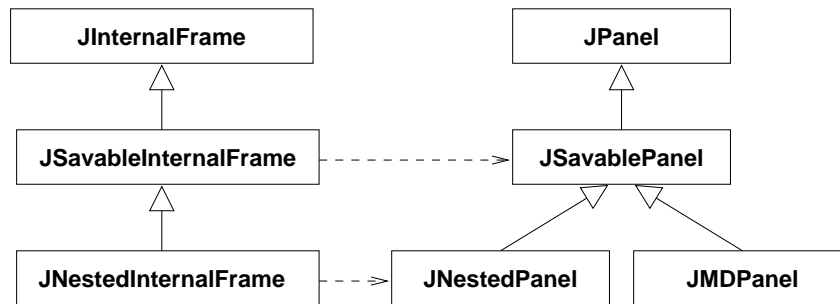 JInternalFrame
JPanel
JSavableInternalFrame
JSavablePanel
JNestedInternalFrame
JNestedPanel
JMDPanel